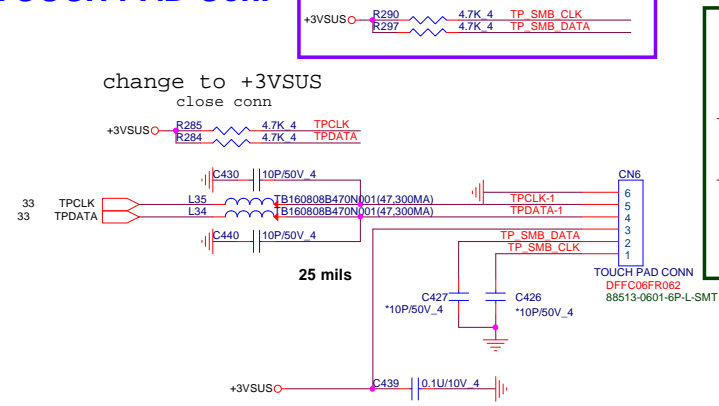 +3VSUS
R290 4.7K_4 TP_SMB_CLK
R297 4.7K_4 TP_SMB_DATA
change to +3VSUS
close conn
+3VSUS
R285 4.7K_4 TPCLK
R284 4.7K_4 TPDATA
C430 10P/50V_4
33 TPCLK L35 TB160808B470N001(47,300MA) TPCLK-1
33 TPDATA L34 TB160808B470N001(47,300MA) TPDATA-1
C440 10P/50V_4
25 mils
CN6
6
5
4
3
2
1
TP_SMB_DATA
TP_SMB_CLK
TOUCH PAD CONN
DFFC06FR062
88513-0601-6P-L-SMT
C427
*10P/50V_4
C426
*10P/50V_4
+3VSUS
C439 0.1U/10V_4